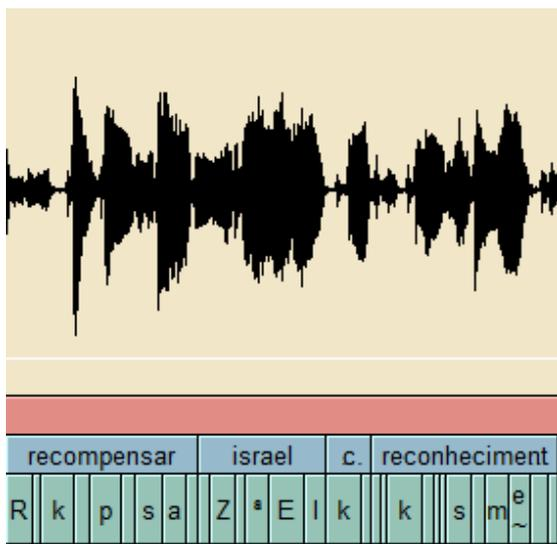 recompensar israel c. reconheciment
R k p s a Z ª E l k k s m e~